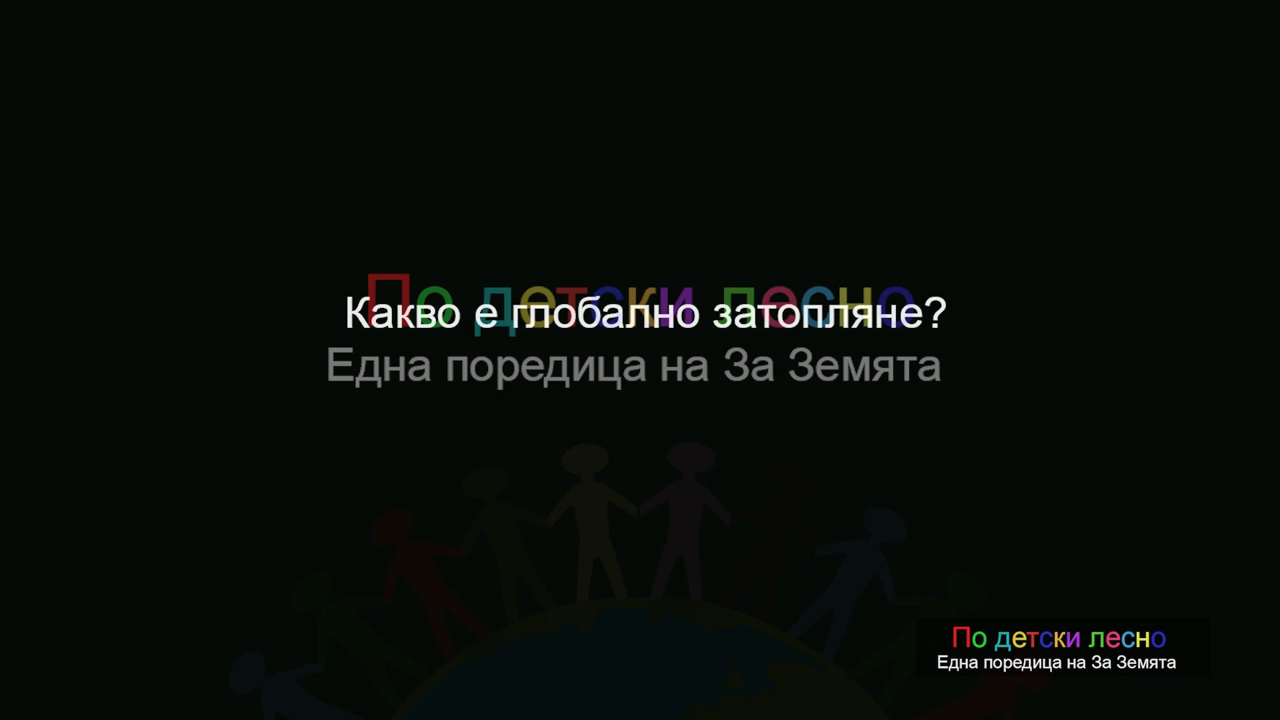 По детски лесно
Какво е глобално затопляне?
Една поредица на За Земята
По детски лесно
Една поредица на За Земята